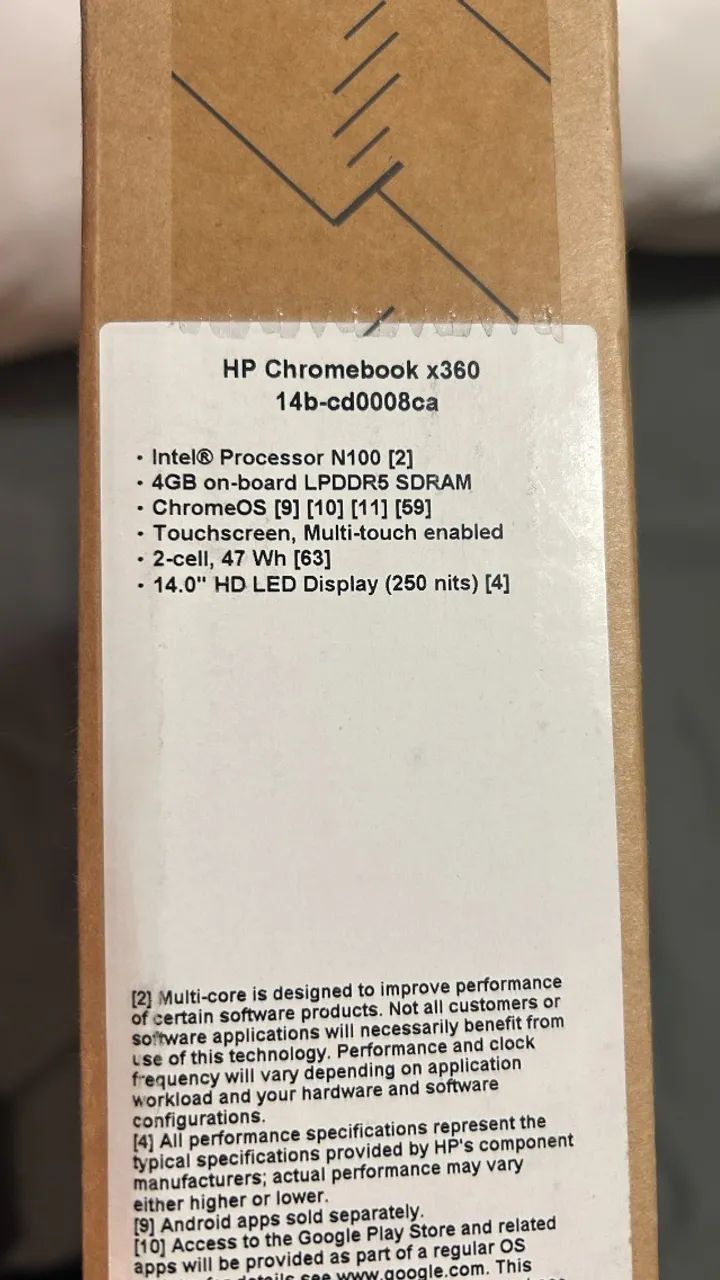 HP Chromebook x360
14b-cd0008ca
· Intel® Processor N100 [2]
· 4GB on-board LPDDR5 SDRAM
· ChromeOS [9] [10] [11] [59]
· Touchscreen, Multi-touch enabled
· 2-cell, 47 Wh [63]
· 14.0" HD LED Display (250 nits) [4]
[2] Multi-core is designed to improve performance
of certain software products. Not all customers or
software applications will necessarily benefit from
use of this technology. Performance and clock
frequency will vary depending on application
workload and your hardware and software
configurations.
[4] All performance specifications represent the
typical specifications provided by HP's component
manufacturers; actual performance may vary
either higher or lower.
[9] Android apps sold separately.
[10] Access to the Google Play Store and related
apps will be provided as part of a regular OS
details see www.google.com. This